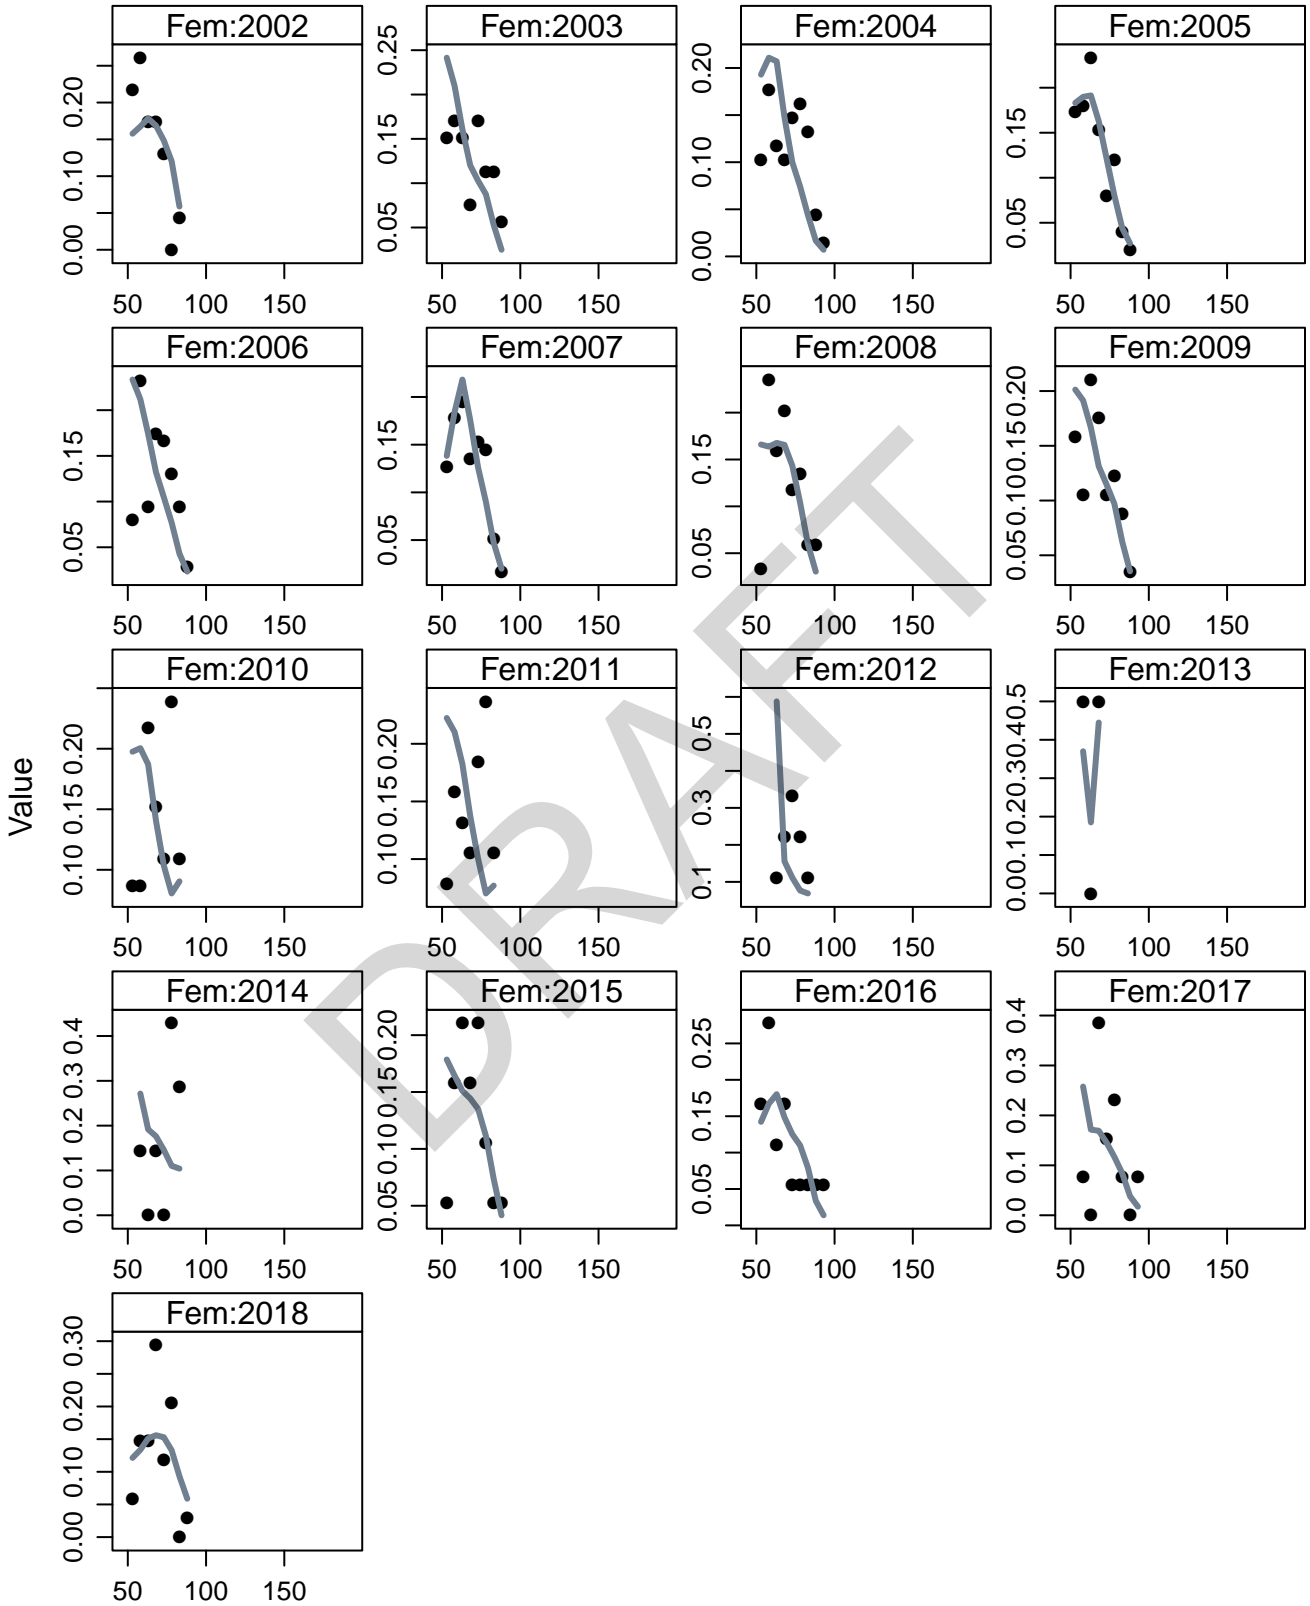 Fem:2002 Fem:2003 Fem:2004 Fem:2005
0.00 0.10 0.20
0.05 0.15 0.25
0.00 0.10 0.20
0.05 0.15
50 100 150 50 100 150 50 100 150 50 100 150
Fem:2006 Fem:2007 Fem:2008 Fem:2009
0.05 0.15
0.05 0.15
0.05 0.15
0.05 0.10 0.15 0.20
50 100 150 50 100 150 50 100 150 50 100 150
Value
Fem:2010 Fem:2011 Fem:2012 Fem:2013
0.10 0.15 0.20
0.10 0.15 0.20
0.1 0.3 0.5
0.0 0.1 0.2 0.3 0.4 0.5
50 100 150 50 100 150 50 100 150 50 100 150
Fem:2014 Fem:2015 Fem:2016 Fem:2017
0.0 0.1 0.2 0.3 0.4
0.05 0.10 0.15 0.20
0.05 0.15 0.25
0.0 0.1 0.2 0.3 0.4
50 100 150 50 100 150 50 100 150 50 100 150
Fem:2018
0.00 0.10 0.20 0.30
50 100 150
DRAFT